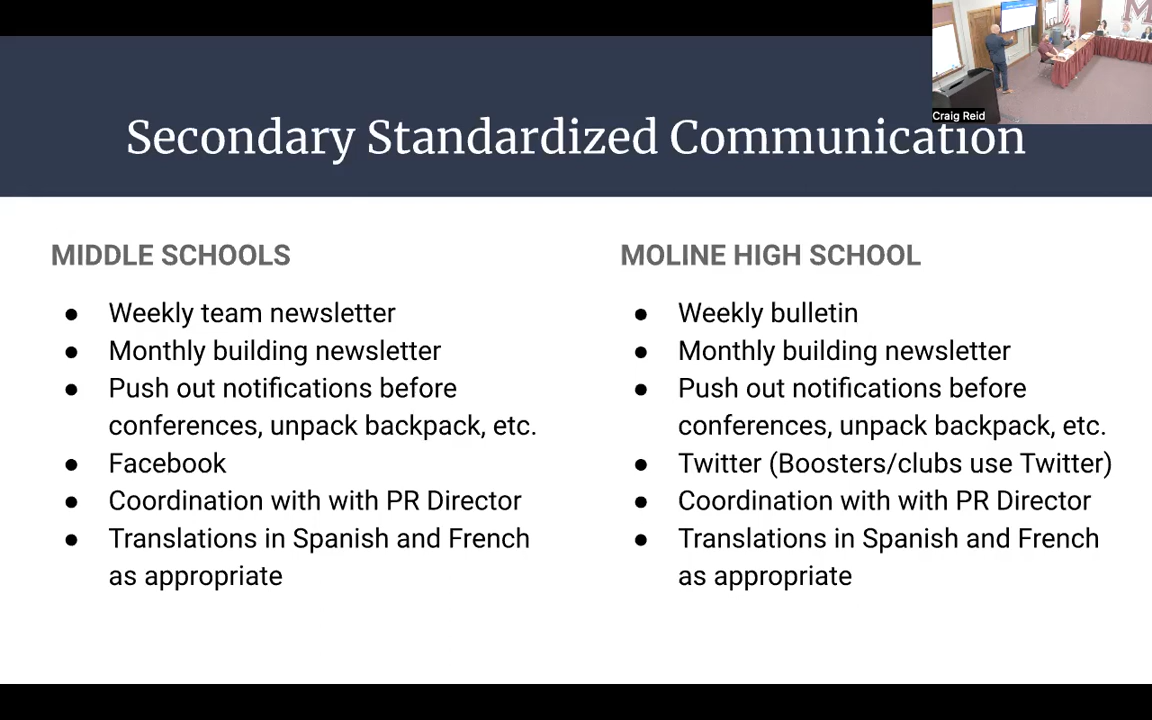 Craig Reid
Secondary Standardized Communication
MIDDLE SCHOOLS
● Weekly team newsletter
● Monthly building newsletter
● Push out notifications before
conferences, unpack backpack, etc.
● Facebook
● Coordination with with PR Director
● Translations in Spanish and French
as appropriate
MOLINE HIGH SCHOOL
● Weekly bulletin
● Monthly building newsletter
● Push out notifications before
conferences, unpack backpack, etc.
● Twitter (Boosters/clubs use Twitter)
● Coordination with with PR Director
● Translations in Spanish and French
as appropriate